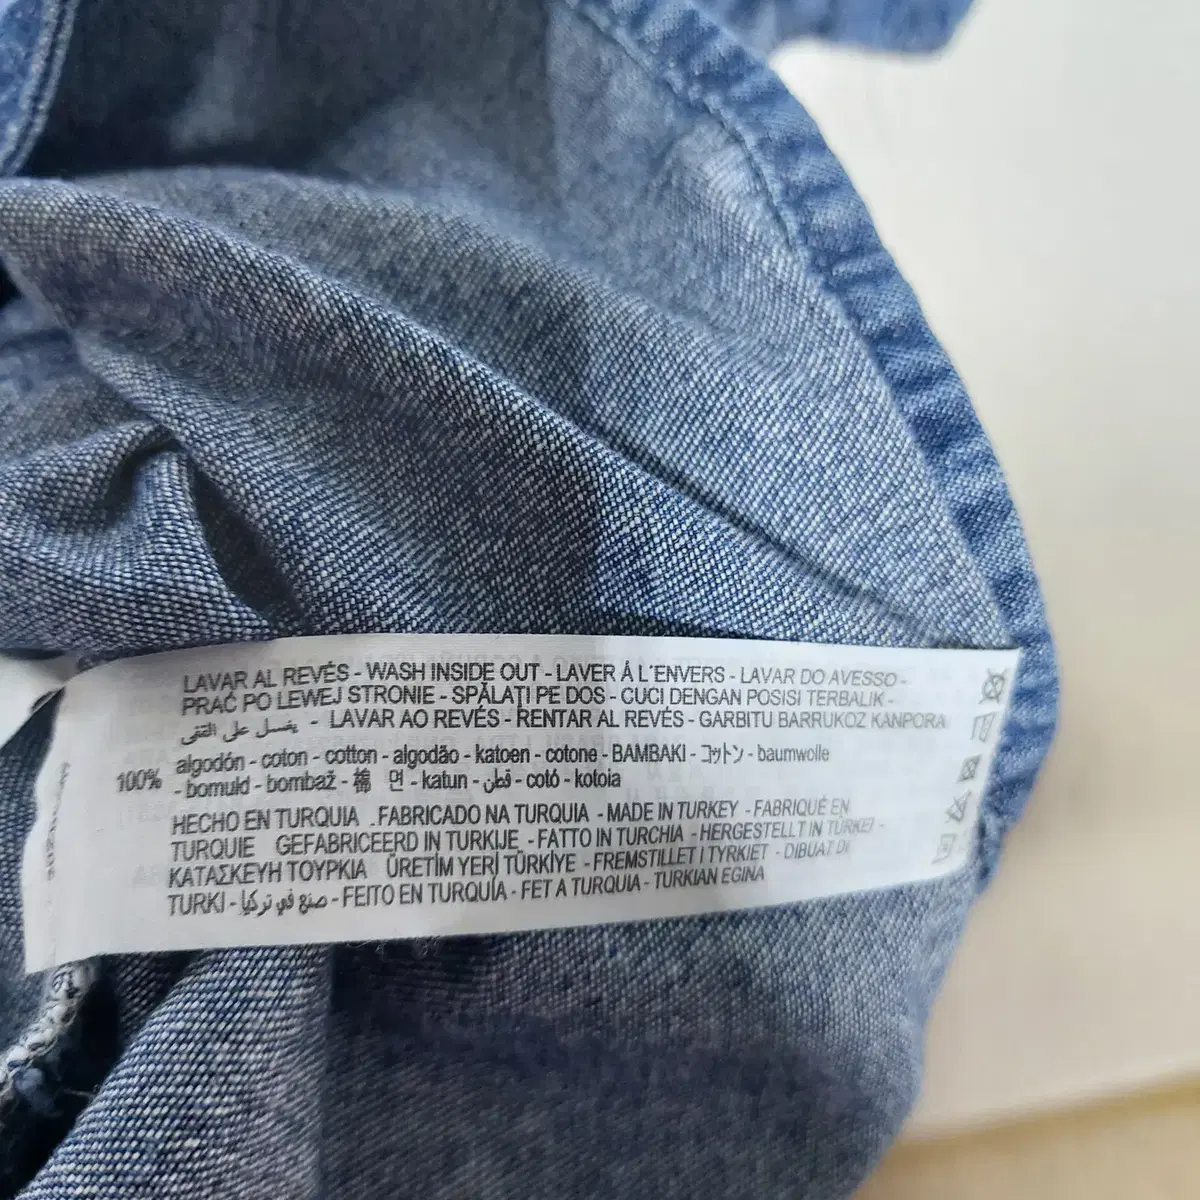 LAVAR AL REVÉS - WASH INSIDE OUT - LAVER Á L'ENVERS - LAVAR DO AVESSO -
PRAĆ PO LEWEJ STRONIE - SPĂLAȚI PE DOS - CUCI DENGAN POSISI TERBALIK -
يغسل على القفى - LAVAR AO REVÉS - RENTAR AL REVÉS - GARBITU BARRUKOZ KANPORA
100% algodón - coton - cotton - algodão - katoen - cotone - BAMBAKI - コットン - baumwolle
- bomuld - bombaž - 棉 면 - katun - قطن - cotó - kotoia
HECHO EN TURQUIA .FABRICADO NA TURQUIA - MADE IN TURKEY - FABRIQUÉ EN
TURQUIE GEFABRICEERD IN TURKIJE - FATTO IN TURCHIA - HERGESTELLT IN TÜRKEI -
ΚΑΤΑΣΚΕΥΗ ΤΟΥΡΚΙΑ ÜRETİM YERİ TÜRKİYE - FREMSTILLET I TYRKIET - DIBUAT DI
TURKI - صنع في تركيا - FEITO EN TURQUÍA - FET A TURQUIA - TURKIAN EGINA